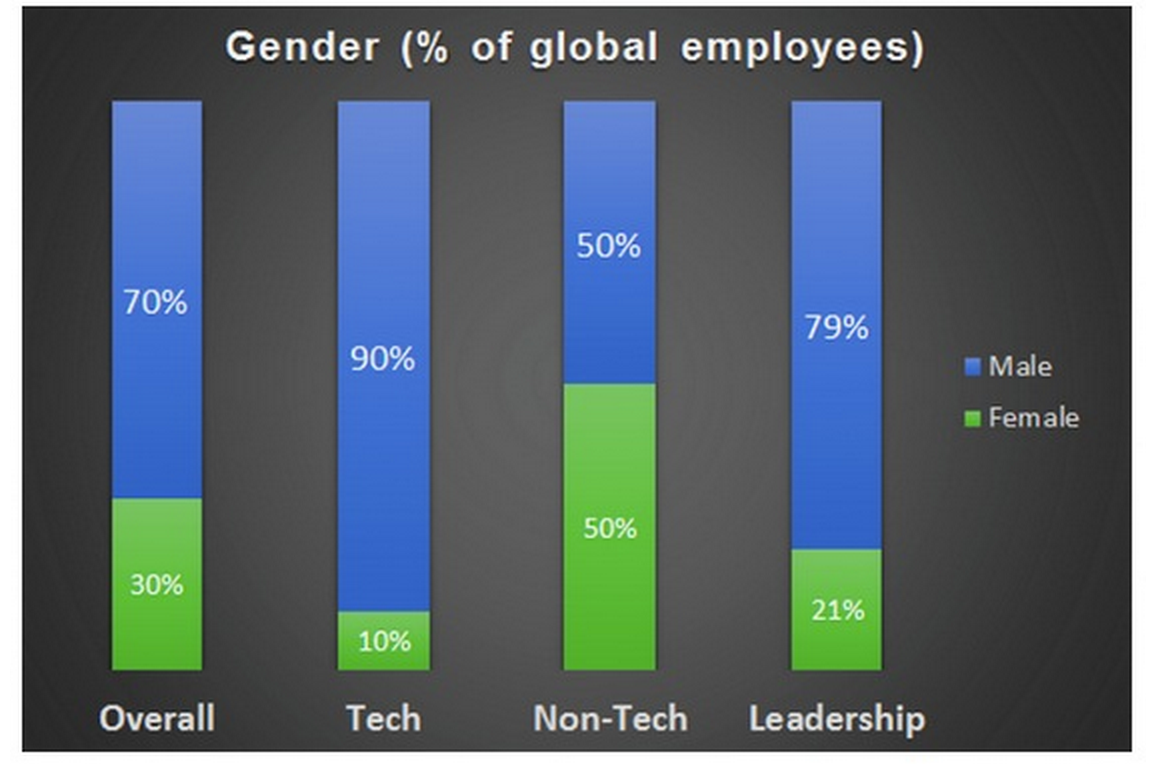 Gender (% of global employees)
70%
90%
50%
79%
30%
10%
50%
21%
Male
Female
Overall
Tech
Non-Tech
Leadership